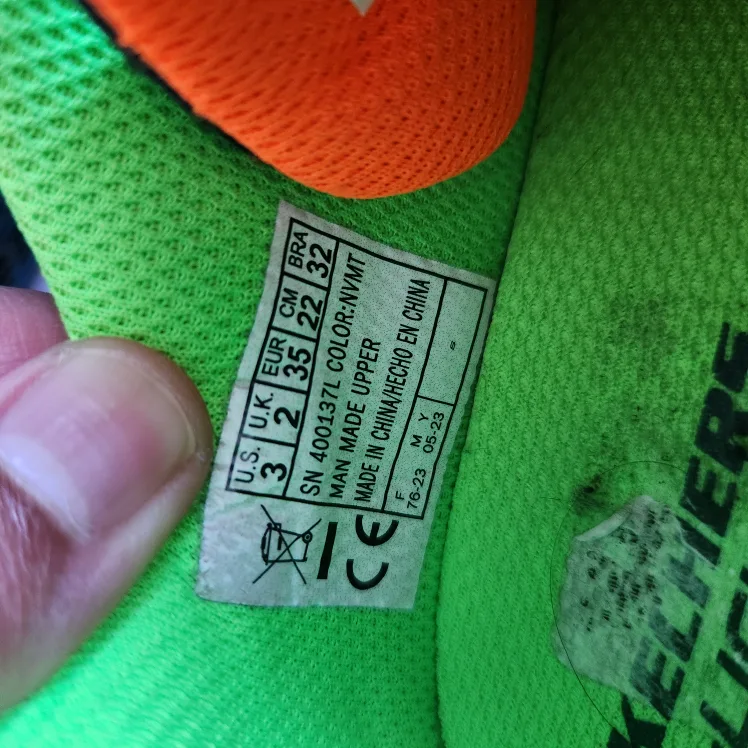 U.S. U.K. EUR CM BRA
3 2 35 22 32
SN 400137L COLOR:NVMT
MAN MADE UPPER
MADE IN CHINA/HECHO EN CHINA
F M Y
76-23 05-23
CE
SKECHERS